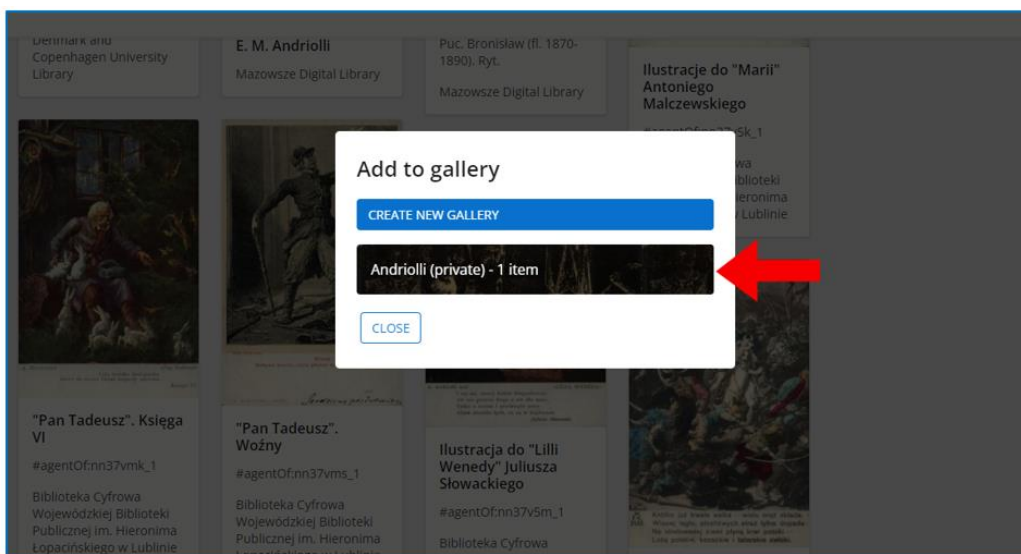 Denmark and
Copenhagen University
Library
E. M. Andriolli
Mazowsze Digital Library
Puc. Bronisław (fl. 1870-
1890). Ryt.
Mazowsze Digital Library
Ilustracje do "Marii"
Antoniego
Malczewskiego
Add to gallery
CREATE NEW GALLERY
Andriolli (private) - 1 item
CLOSE
"Pan Tadeusz". Księga
VI
#agentOf:nn37vmk_1
Biblioteka Cyfrowa
Wojewódzkiej Biblioteki
Publicznej im. Hieronima
Łopacińskiego w Lublinie
"Pan Tadeusz".
Woźny
#agentOf:nn37vms_1
Biblioteka Cyfrowa
Wojewódzkiej Biblioteki
Publicznej im. Hieronima
Ilustracja do "Lilli
Wenedy" Juliusza
Słowackiego
#agentOf:nn37v5m_1
Biblioteka Cyfrowa